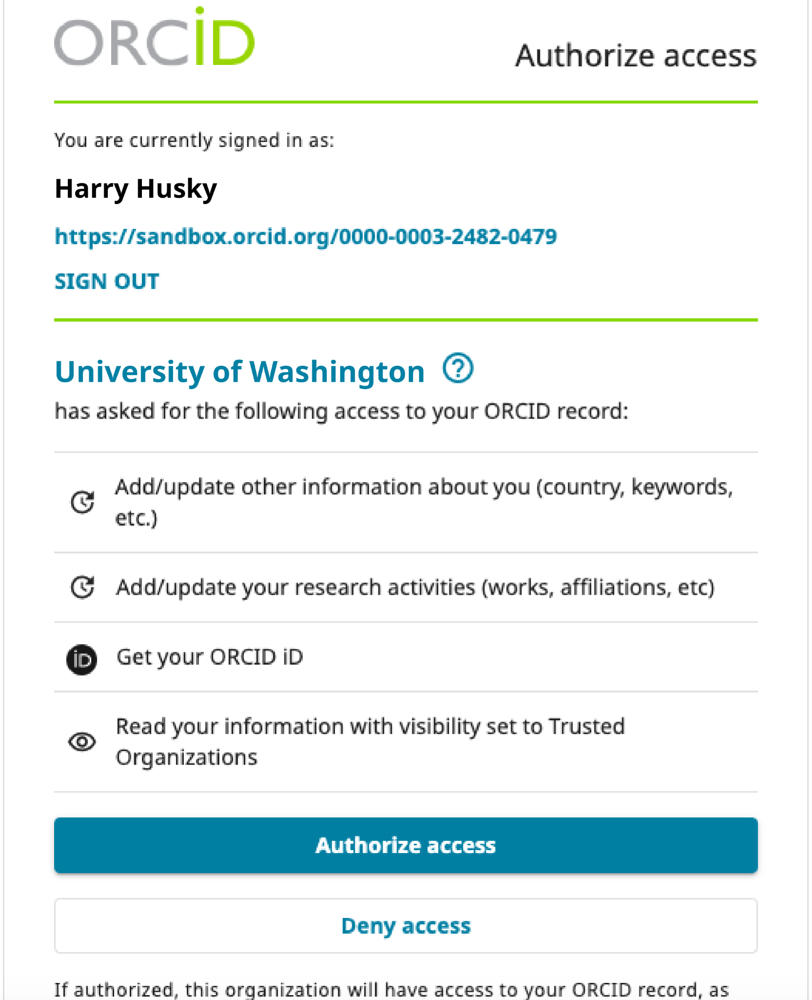 ORCiD
Authorize access
You are currently signed in as:
Harry Husky
https://sandbox.orcid.org/0000-0003-2482-0479
SIGN OUT
University of Washington ?
has asked for the following access to your ORCID record:
Add/update other information about you (country, keywords,
etc.)
Add/update your research activities (works, affiliations, etc)
iD Get your ORCID iD
Read your information with visibility set to Trusted
Organizations
Authorize access
Deny access
If authorized, this organization will have access to your ORCID record, as